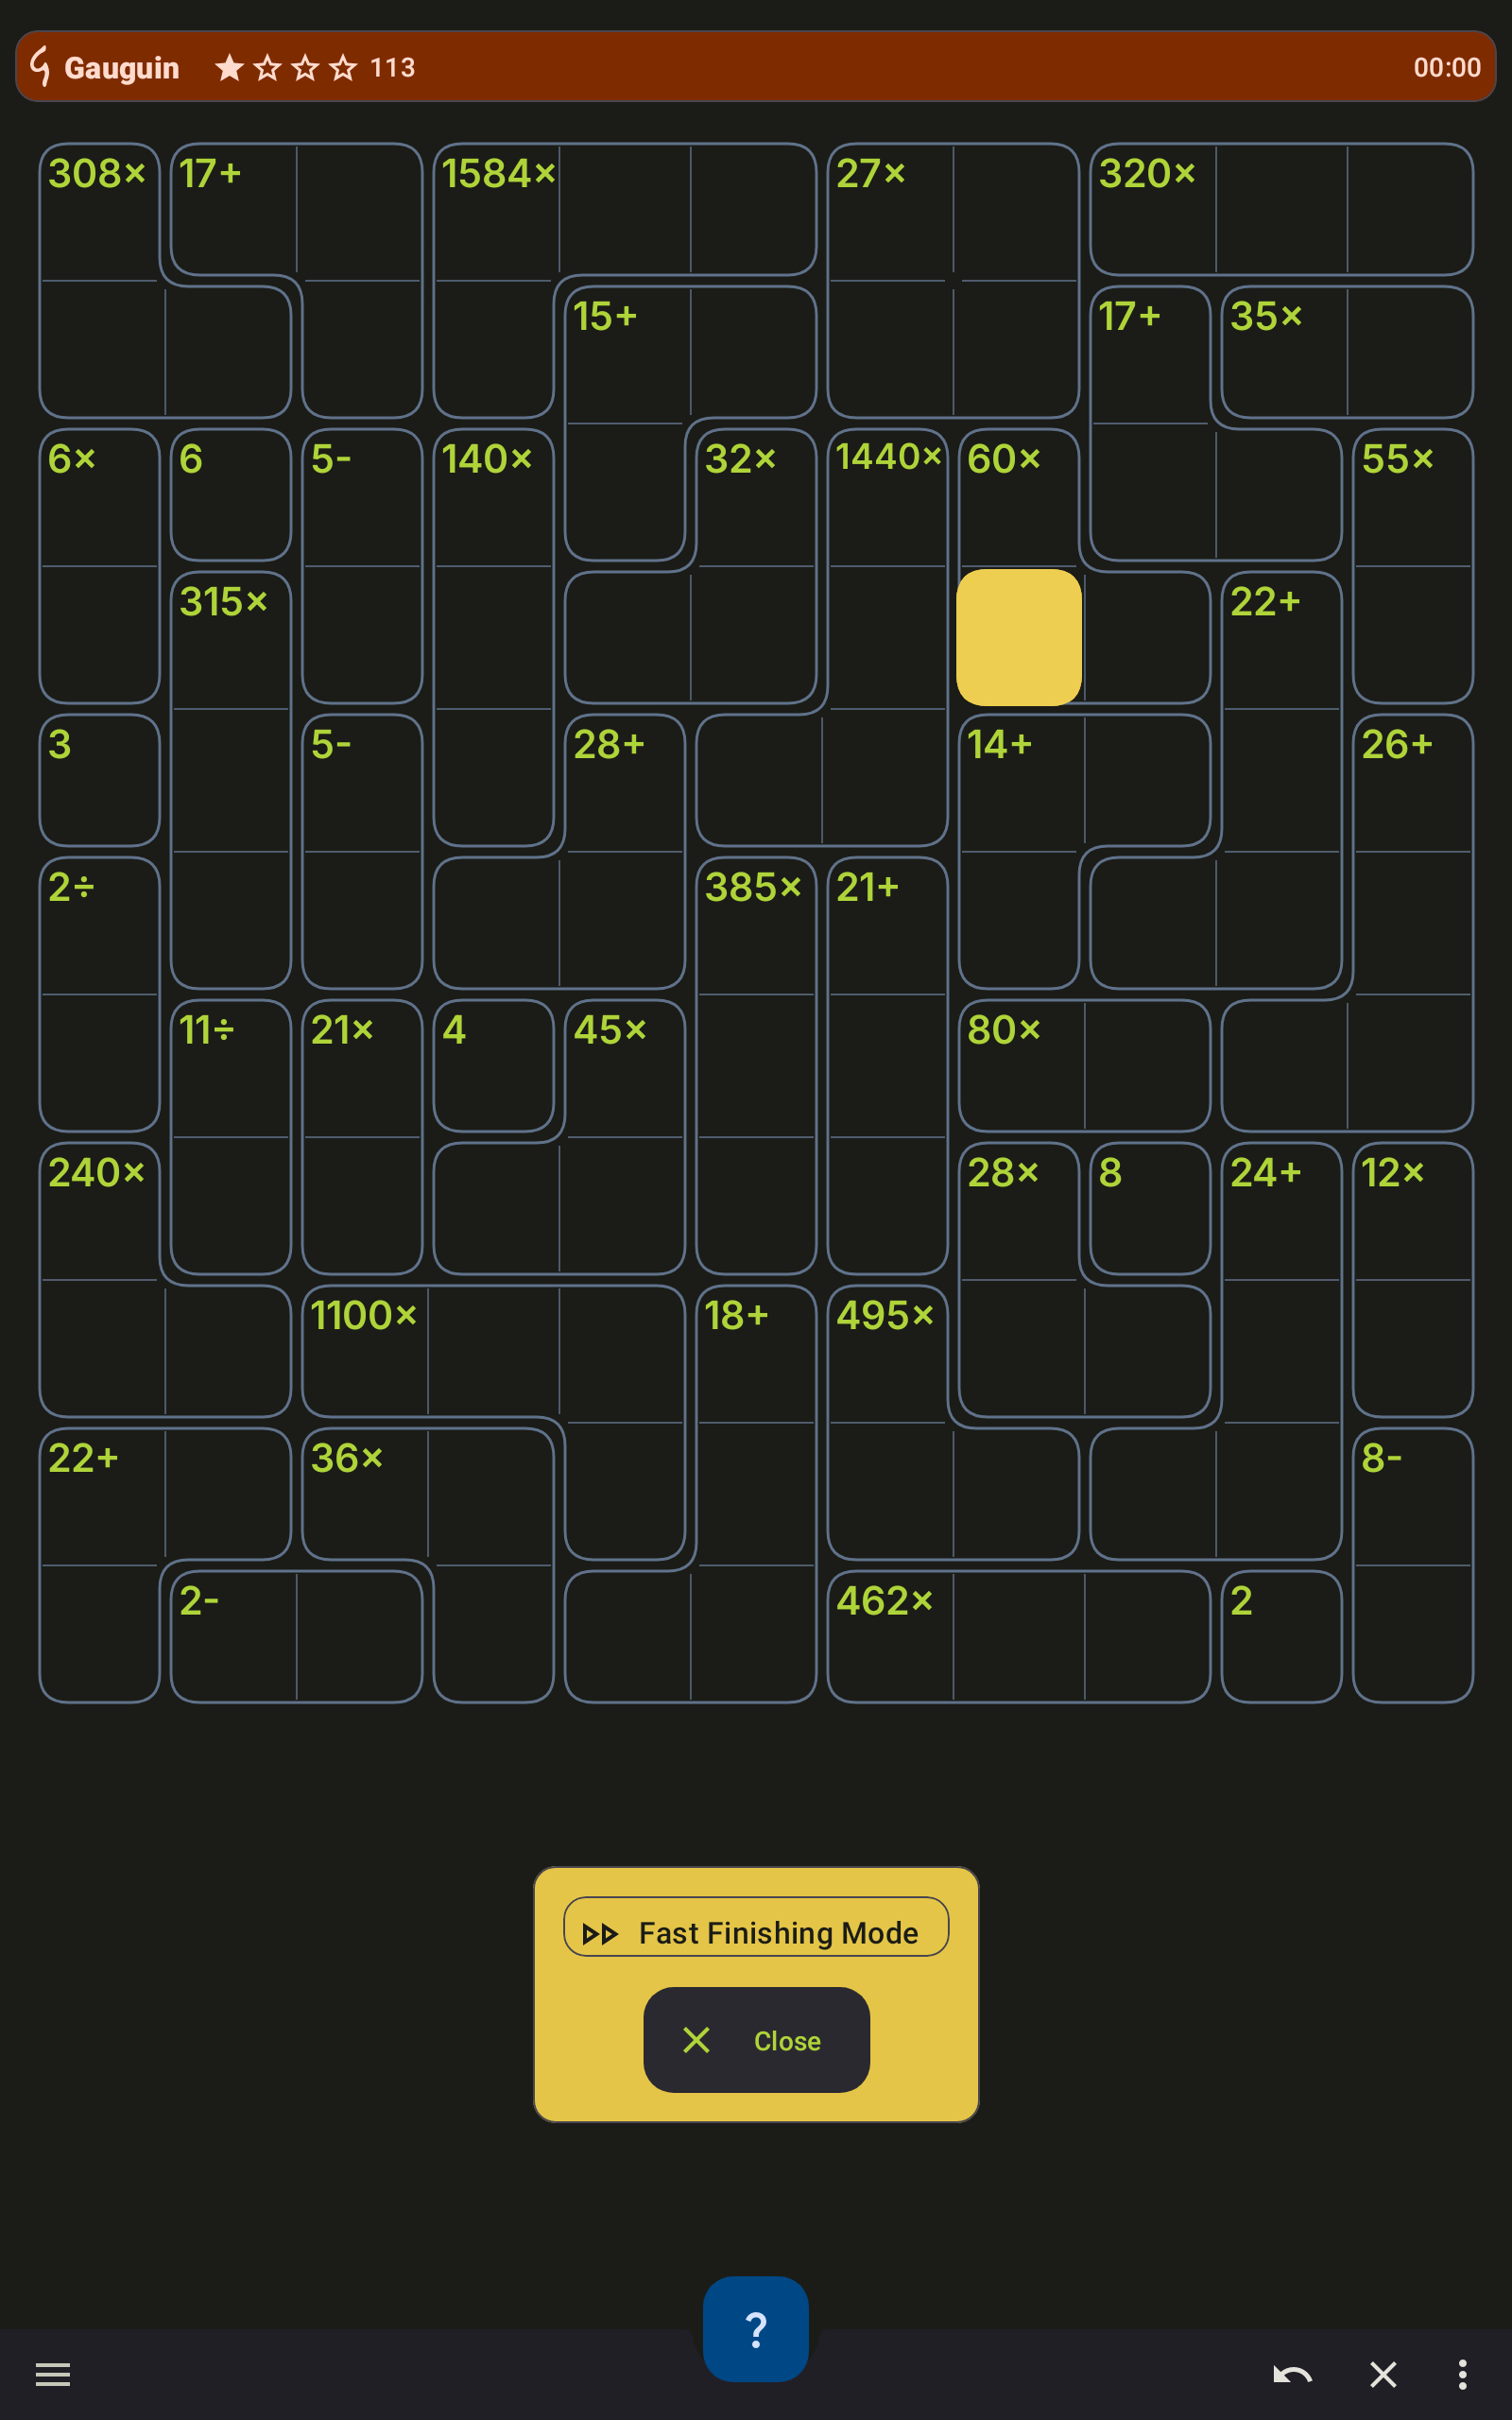 Gauguin 113 00:00
308× 17+ 1584× 27× 320×
15+ 17+ 35×
6× 6 5- 140× 32× 1440× 60× 55×
315× 22+
3 5- 28+ 14+ 26+
2÷ 385× 21+
11÷ 21× 4 45× 80×
240× 28× 8 24+ 12×
1100× 18+ 495×
22+ 36× 8-
2- 462× 2
Fast Finishing Mode
Close
?